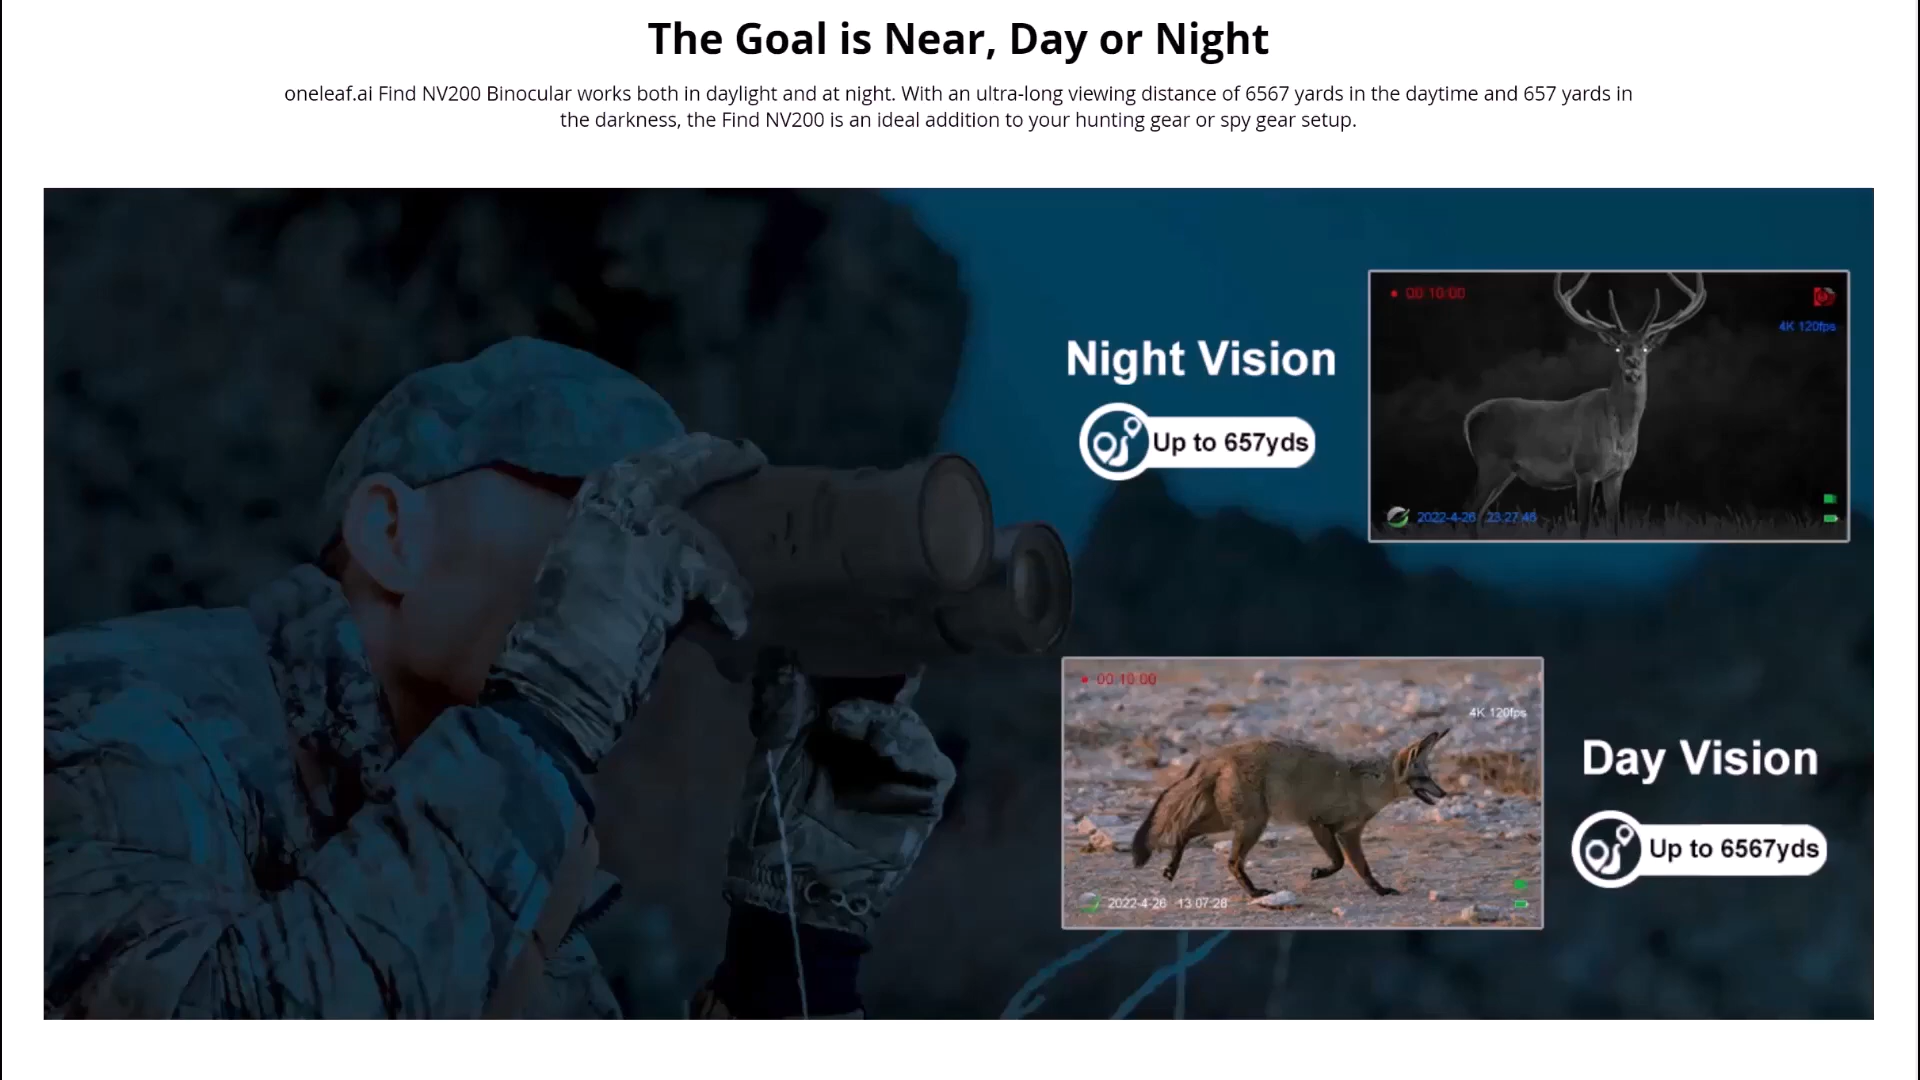 The Goal is Near, Day or Night
oneleaf.ai Find NV200 Binocular works both in daylight and at night. With an ultra-long viewing distance of 6567 yards in the daytime and 657 yards in
the darkness, the Find NV200 is an ideal addition to your hunting gear or spy gear setup.
00:10:00
4K 120fps
Night Vision
Up to 657yds
2022-4-26 23:27:45
00:10:00
4K 120fps
Day Vision
Up to 6567yds
2022-4-26 13:07:26